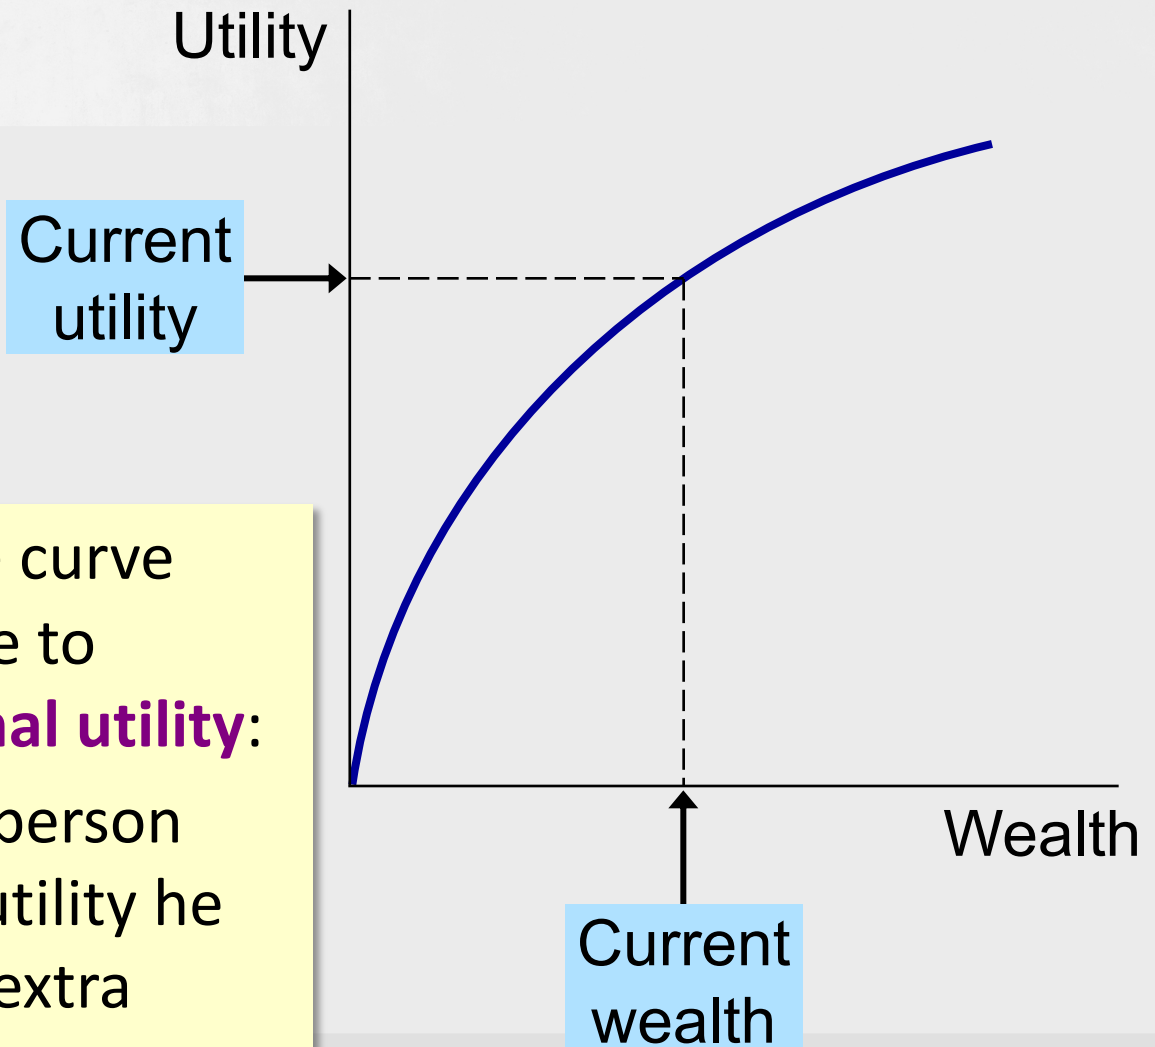 Utility
Current
utility
curve
e to
nal utility:
person
utility he
extra
Wealth
Current
wealth